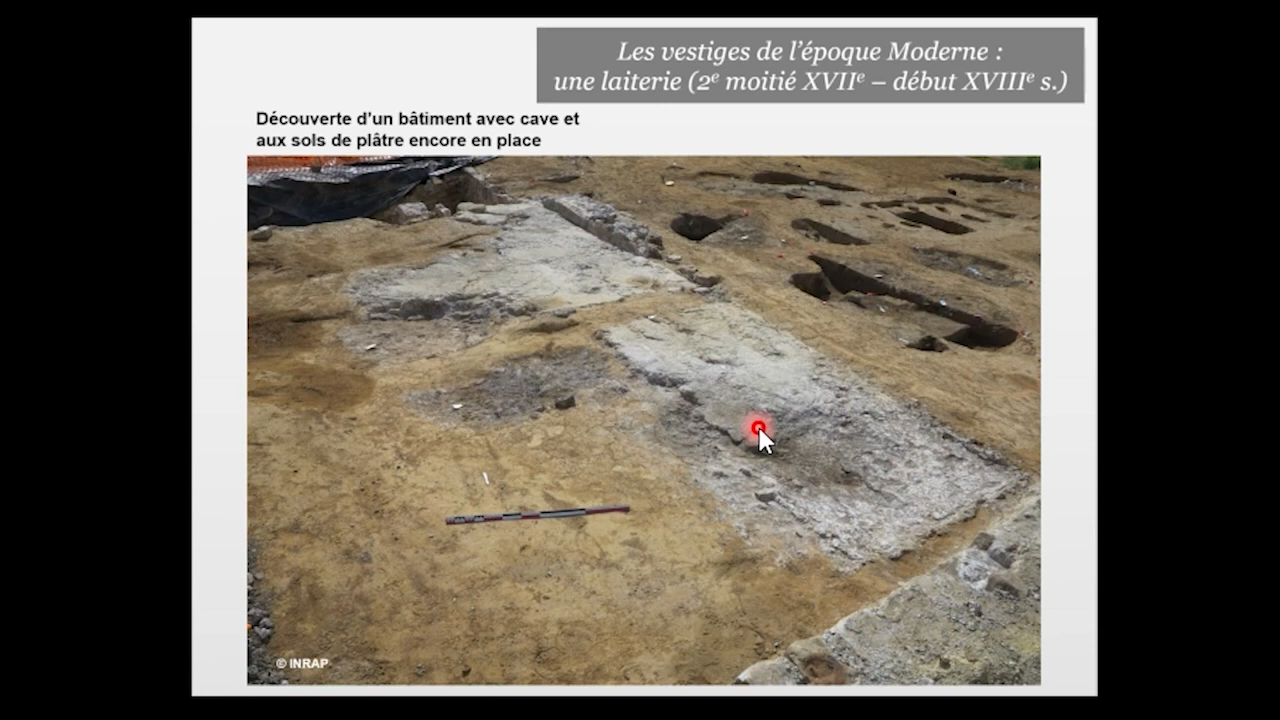 Les vestiges de l'époque Moderne :
une laiterie (2e moitié XVIIe – début XVIIIe s.)
Découverte d'un bâtiment avec cave et
aux sols de plâtre encore en place
© INRAP